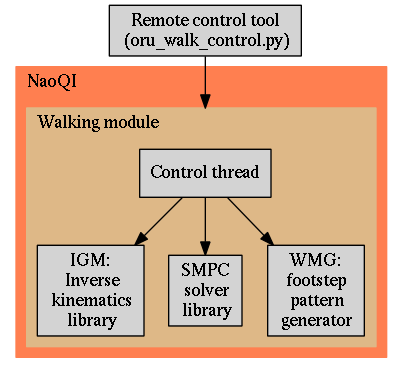 Remote control tool
(oru_walk_control.py)
NaoQI
Walking module
Control thread
IGM:
Inverse
kinematics
library
SMPC
solver
library
WMG:
footstep
pattern
generator